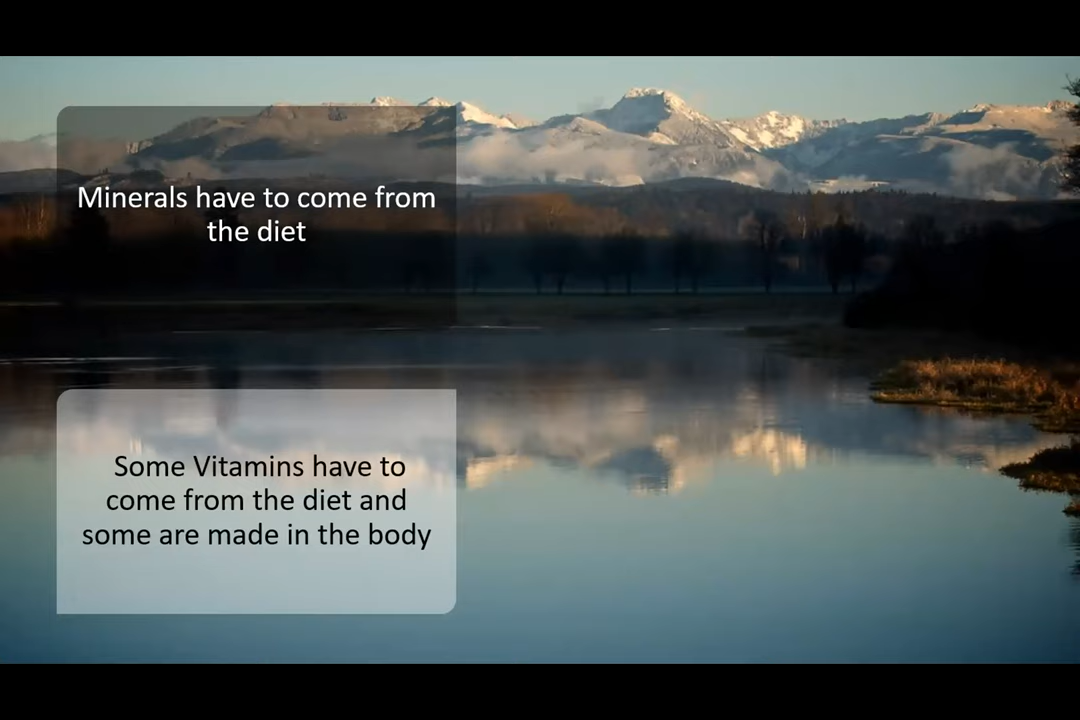 Minerals have to come from
the diet
Some Vitamins have to
come from the diet and
some are made in the body